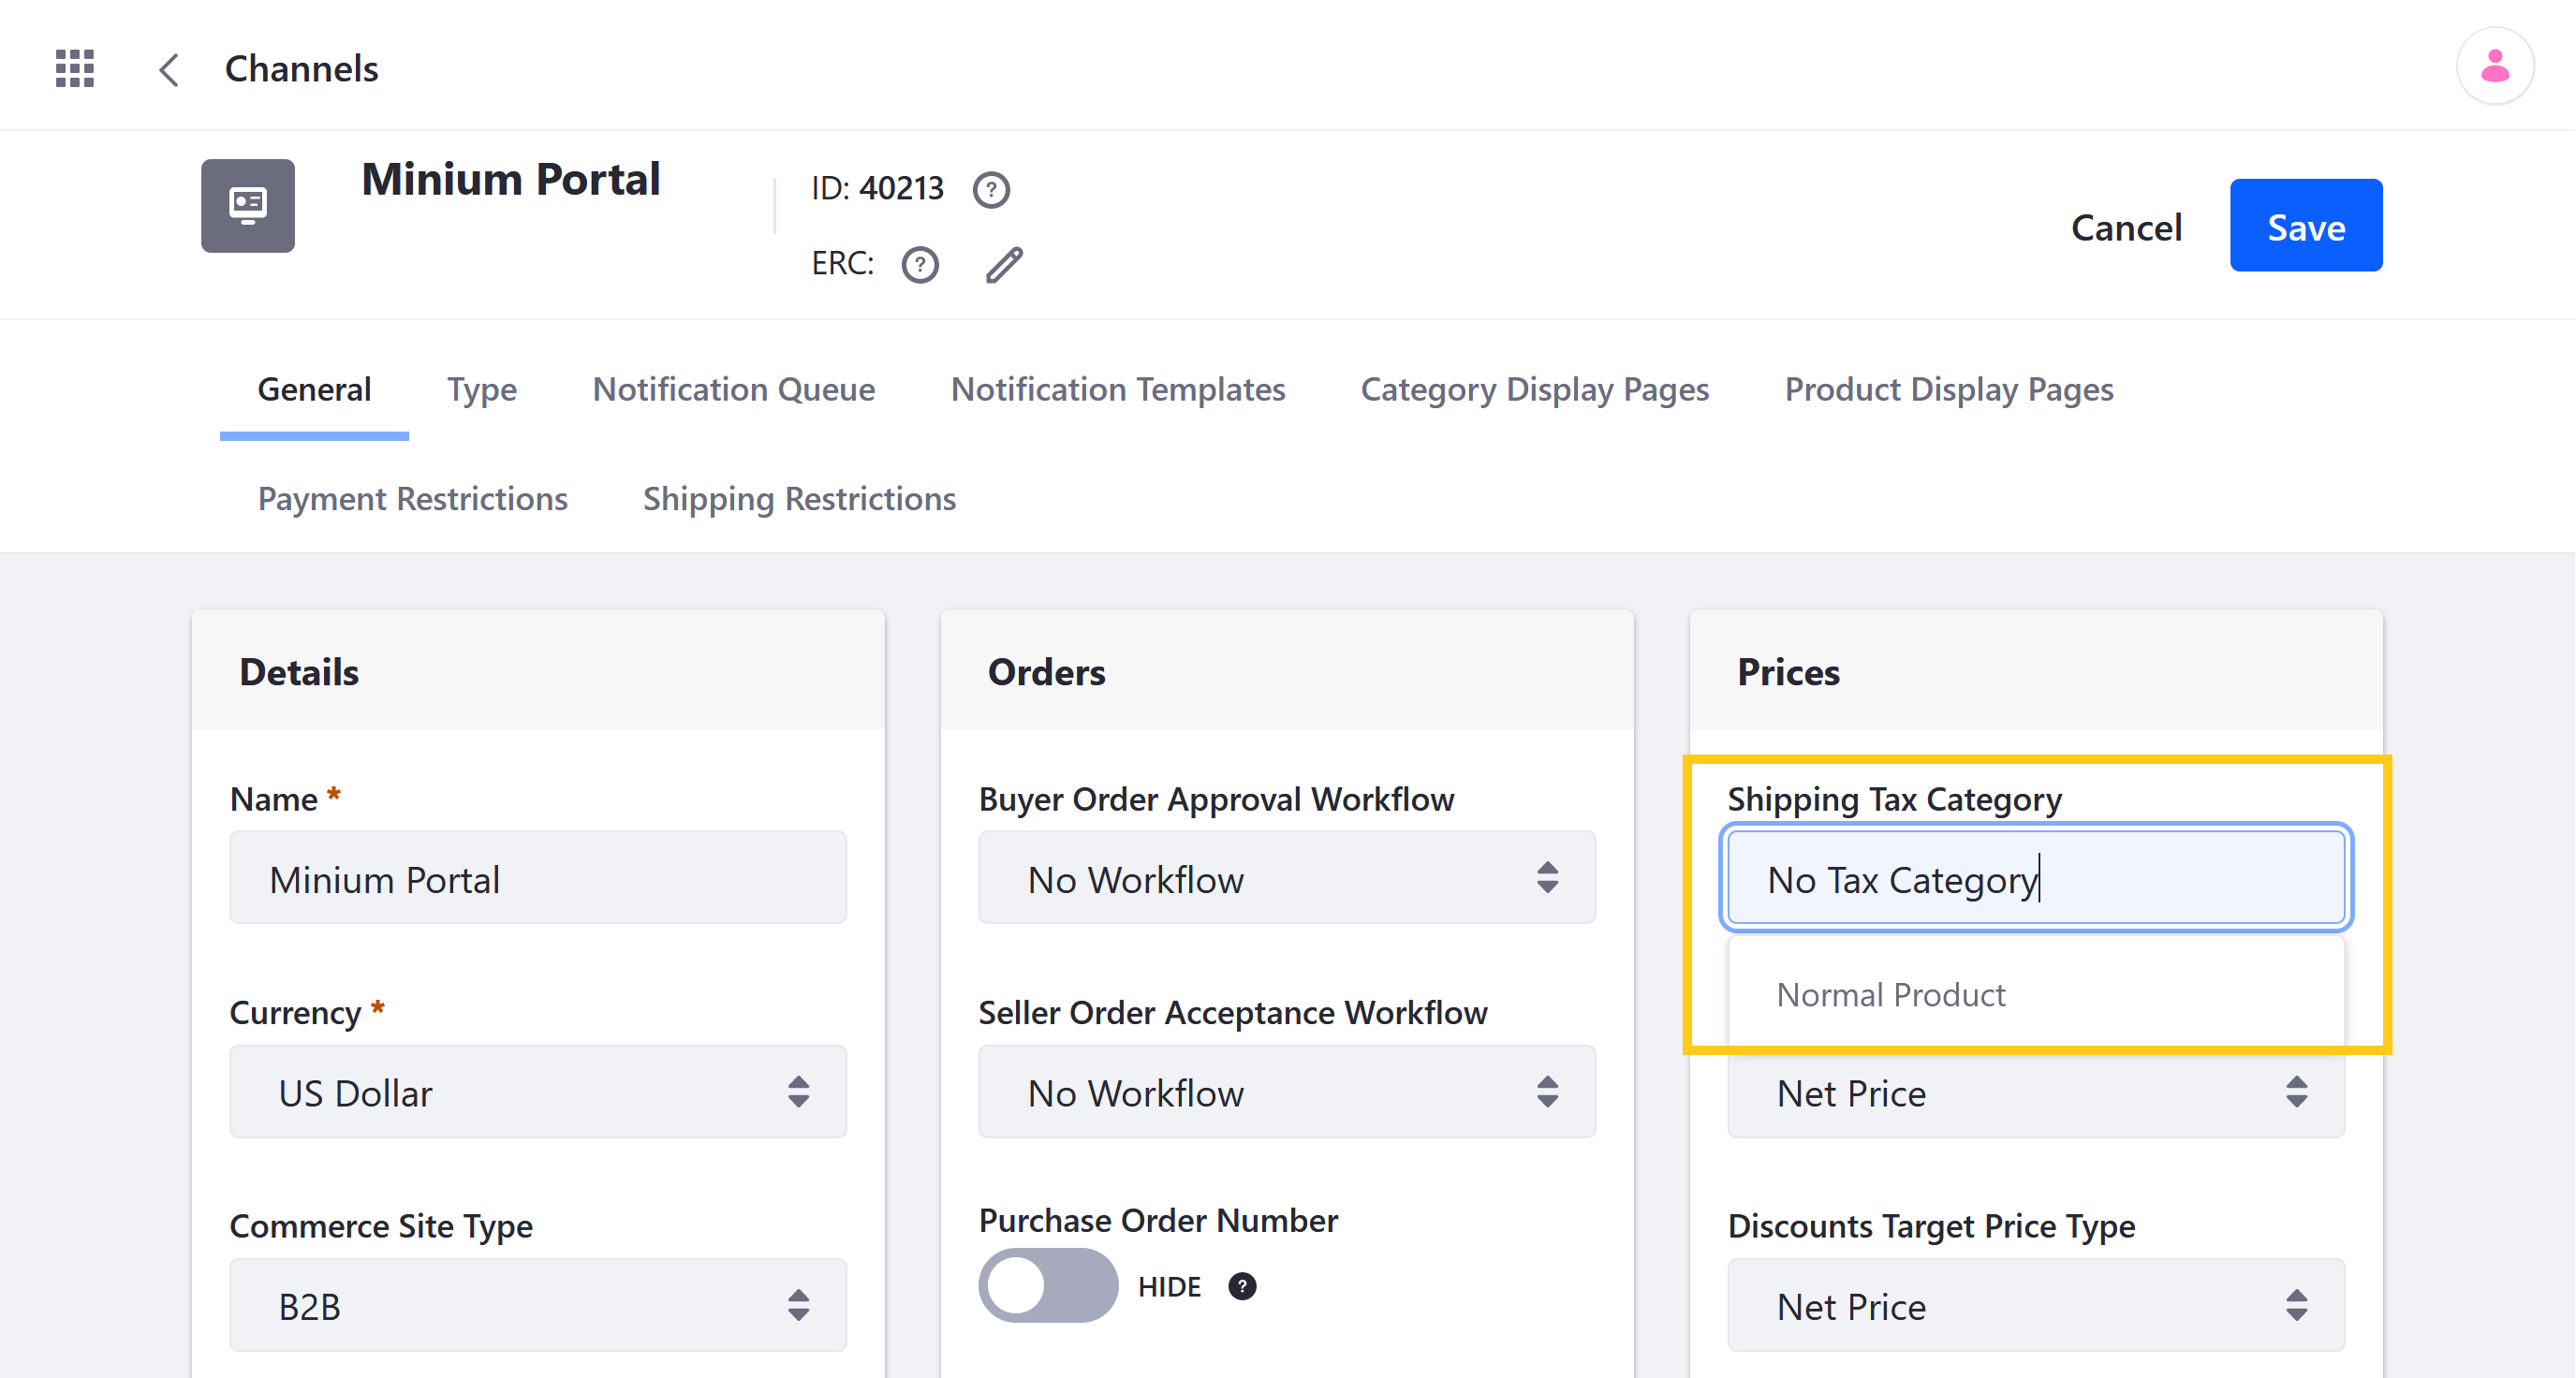 Channels
Minium Portal
ID: 40213 ?
ERC: ?
Cancel
Save
General Type Notification Queue Notification Templates Category Display Pages Product Display Pages
Payment Restrictions Shipping Restrictions
Details
Name *
Minium Portal
Currency *
US Dollar
Commerce Site Type
B2B
Orders
Buyer Order Approval Workflow
No Workflow
Seller Order Acceptance Workflow
No Workflow
Purchase Order Number
HIDE ?
Prices
Shipping Tax Category
No Tax Category
Normal Product
Net Price
Discounts Target Price Type
Net Price